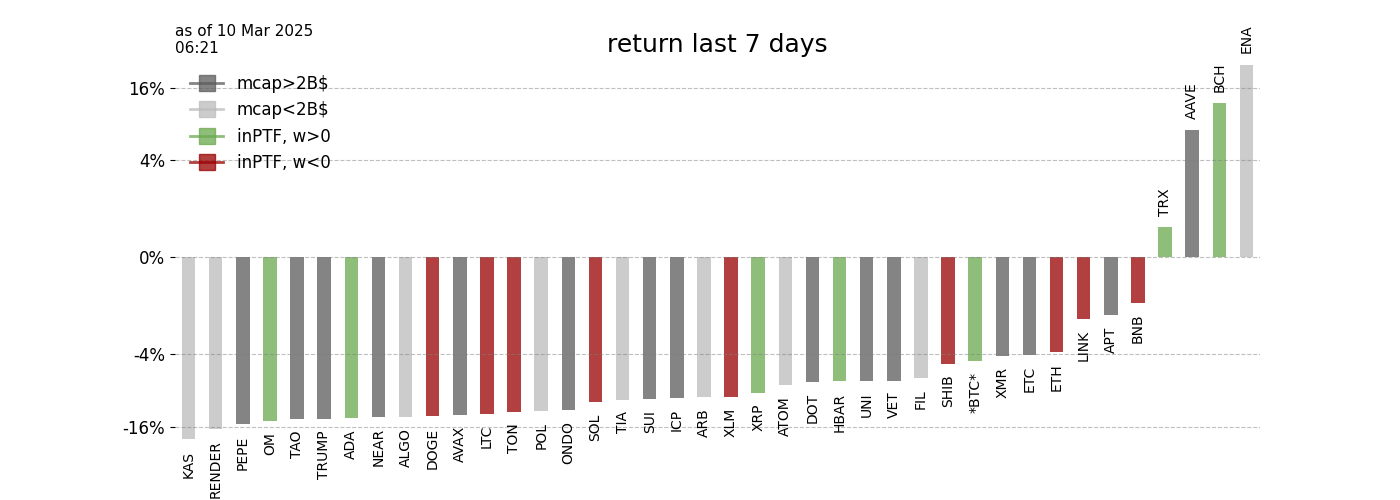 as of 10 Mar 2025
06:21
return last 7 days
mcap>2B$
mcap<2B$
inPTF, w>0
inPTF, w<0
16%
4%
0%
-4%
-16%
KAS
RENDER
PEPE
OM
TAO
TRUMP
ADA
NEAR
ALGO
DOGE
AVAX
LTC
TON
POL
ONDO
SOL
TIA
SUI
ICP
ARB
XLM
XRP
ATOM
DOT
HBAR
UNI
VET
FIL
SHIB
*BTC*
XMR
ETC
ETH
LINK
APT
BNB
TRX
AAVE
BCH
ENA